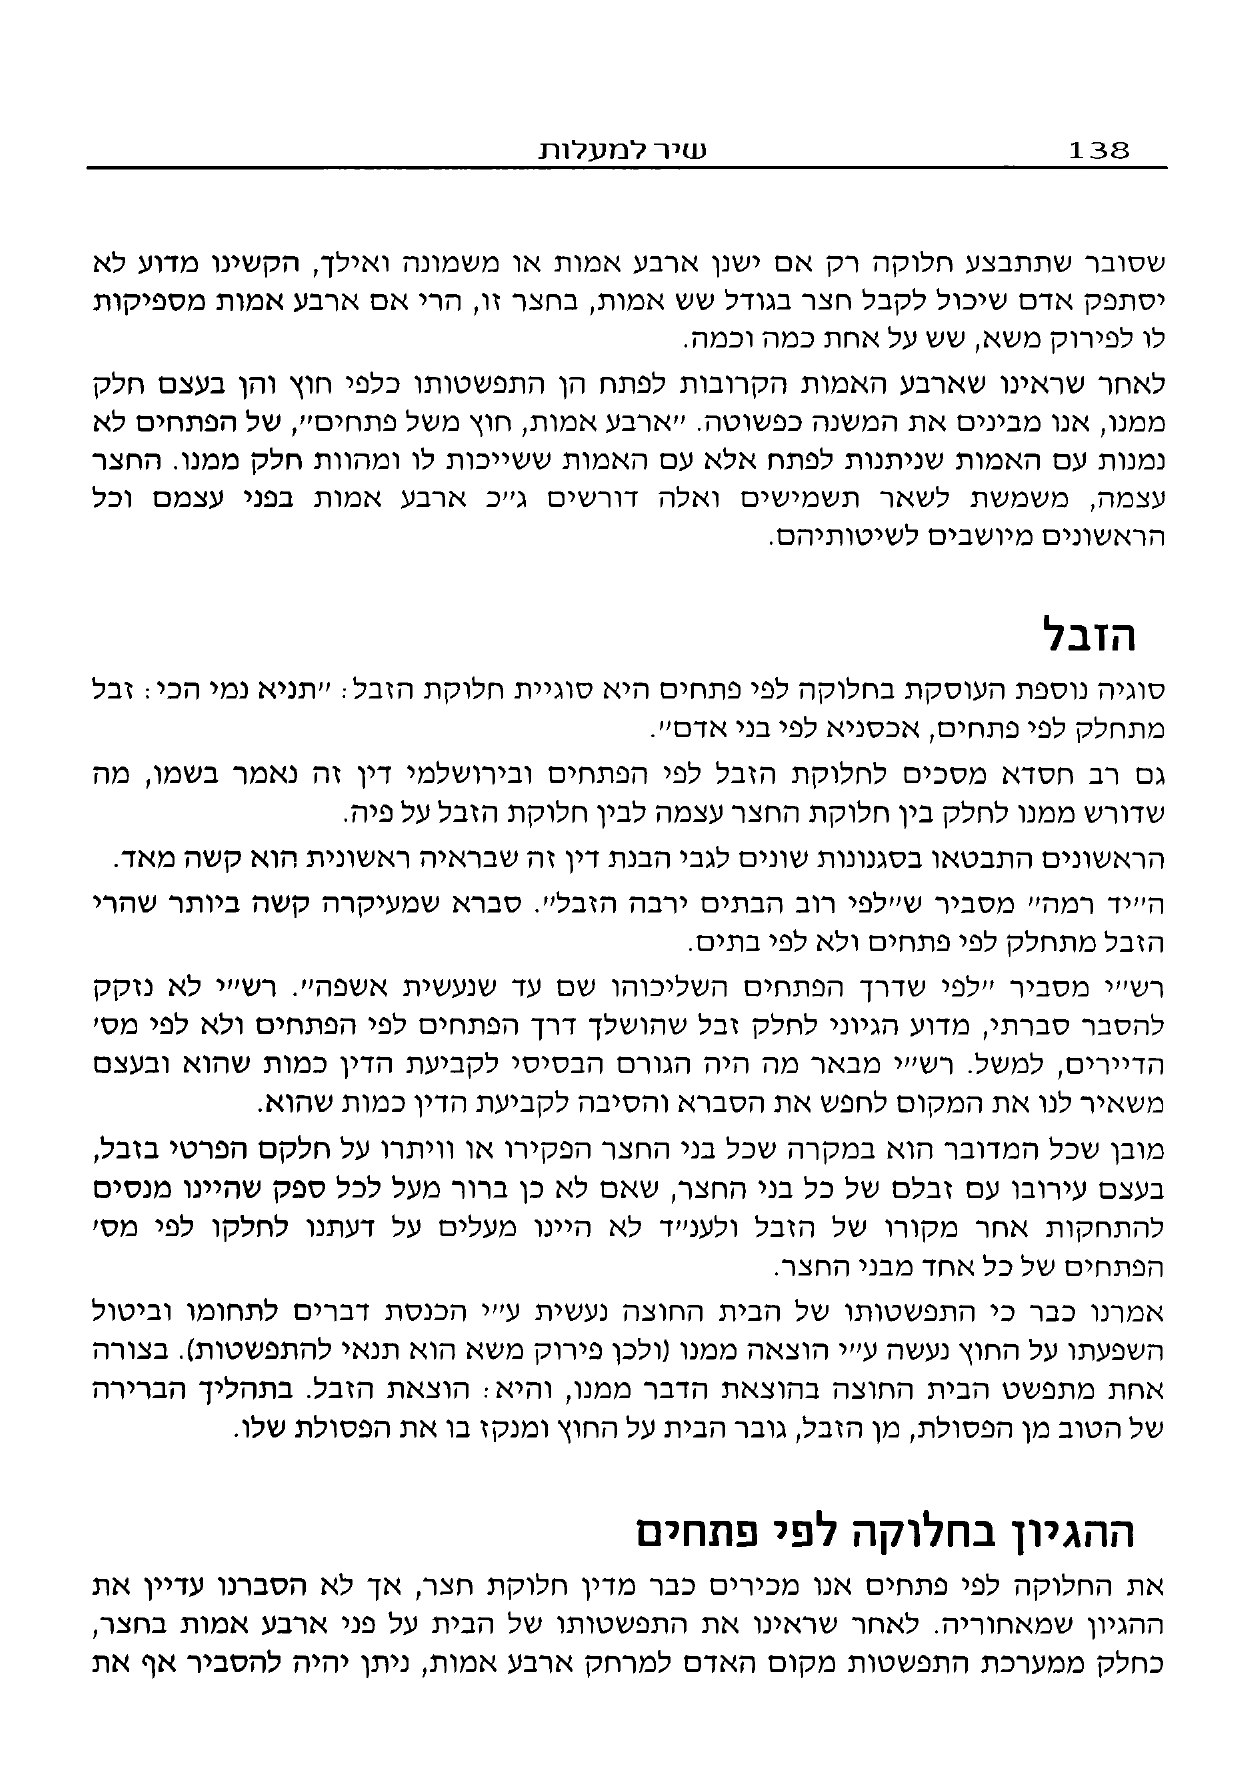 138 שיר למעלות
שסובר שתתבצע חלוקה רק אם ישנן ארבע אמות או משמונה ואילך, הקשינו מדוע לא
יסתפק אדם שיכול לקבל חצר בגודל שש אמות, בחצר זו, הרי אם ארבע אמות מספיקות
לו לפירוק משא, שש על אחת כמה וכמה.
לאחר שראינו שארבע האמות הקרובות לפתח הן התפשטותו כלפי חוץ והן בעצם חלק
ממנו, אנו מבינים את המשנה כפשוטה. "ארבע אמות, חוץ משל פתחים", של הפתחים לא
נמנות עם האמות שניתנות לפתח אלא עם האמות ששייכות לו ומהוות חלק ממנו. החצר
עצמה, משמשת לשאר תשמישים ואלה דורשים ג"כ ארבע אמות בפני עצמם וכל
הראשונים מיושבים לשיטותיהם.
הזבל
סוגיה נוספת העוסקת בחלוקה לפי פתחים היא סוגיית חלוקת הזבל: "תניא נמי הכי: זבל
מתחלק לפי פתחים, אכסניא לפי בני אדם".
גם רב חסדא מסכים לחלוקת הזבל לפי הפתחים ובירושלמי דין זה נאמר בשמו, מה
שדורש ממנו לחלק בין חלוקת החצר עצמה לבין חלוקת הזבל על פיה.
הראשונים התבטאו בסגנונות שונים לגבי הבנת דין זה שבראיה ראשונית הוא קשה מאד.
ה"יד רמה" מסביר ש"לפי רוב הבתים ירבה הזבל". סברא שמעיקרה קשה ביותר שהרי
הזבל מתחלק לפי פתחים ולא לפי בתים.
רש"י מסביר "לפי שדרך הפתחים השליכוהו שם עד שנעשית אשפה". רש"י לא נזקק
להסבר סברתי, מדוע הגיוני לחלק זבל שהושלך דרך הפתחים לפי הפתחים ולא לפי מס'
הדיירים, למשל. רש"י מבאר מה היה הגורם הבסיסי לקביעת הדין כמות שהוא ובעצם
משאיר לנו את המקום לחפש את הסברא והסיבה לקביעת הדין כמות שהוא.
מובן שכל המדובר הוא במקרה שכל בני החצר הפקירו או וויתרו על חלקם הפרטי בזבל,
בעצם עירובו עם זבלם של כל בני החצר, שאם לא כן ברור מעל לכל ספק שהיינו מנסים
להתחקות אחר מקורו של הזבל ולענ"ד לא היינו מעלים על דעתנו לחלקו לפי מס'
הפתחים של כל אחד מבני החצר.
אמרנו כבר כי התפשטותו של הבית החוצה נעשית ע"י הכנסת דברים לתחומו וביטול
השפעתו על החוץ נעשה ע"י הוצאה ממנו (ולכן פירוק משא הוא תנאי להתפשטות). בצורה
אחת מתפשט הבית החוצה בהוצאת הדבר ממנו, והיא: הוצאת הזבל. בתהליך הברירה
של הטוב מן הפסולת, מן הזבל, גובר הבית על החוץ ומנקז בו את הפסולת שלו.
ההגיון בחלוקה לפי פתחים
את החלוקה לפי פתחים אנו מכירים כבר מדין חלוקת חצר, אך לא הסברנו עדיין את
ההגיון שמאחוריה. לאחר שראינו את התפשטותו של הבית על פני ארבע אמות בחצר,
כחלק ממערכת התפשטות מקום האדם למרחק ארבע אמות, ניתן יהיה להסביר אף את